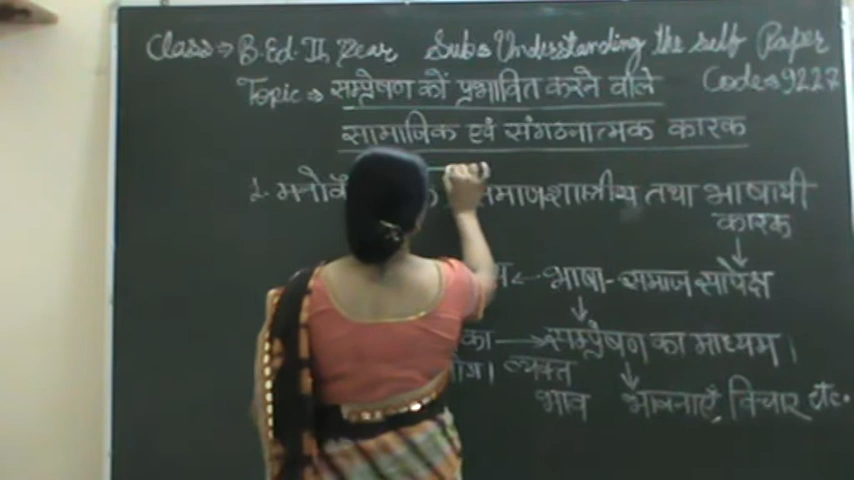 Class → B.Ed. II Year Sub: Understanding the self Paper
Topic → सम्प्रेषण कों प्रभावित करने वाले Code → 9227
सामाजिक एवं संगठनात्मक कारक
1. समाजशास्त्रीय तथा भाषायी
कारक
↓
← भाषा - समाज सापेक्ष
↓
का → सम्प्रेषण का माध्यम।
व्यक्त ↓
भाव भावनाएँ, विचार etc.